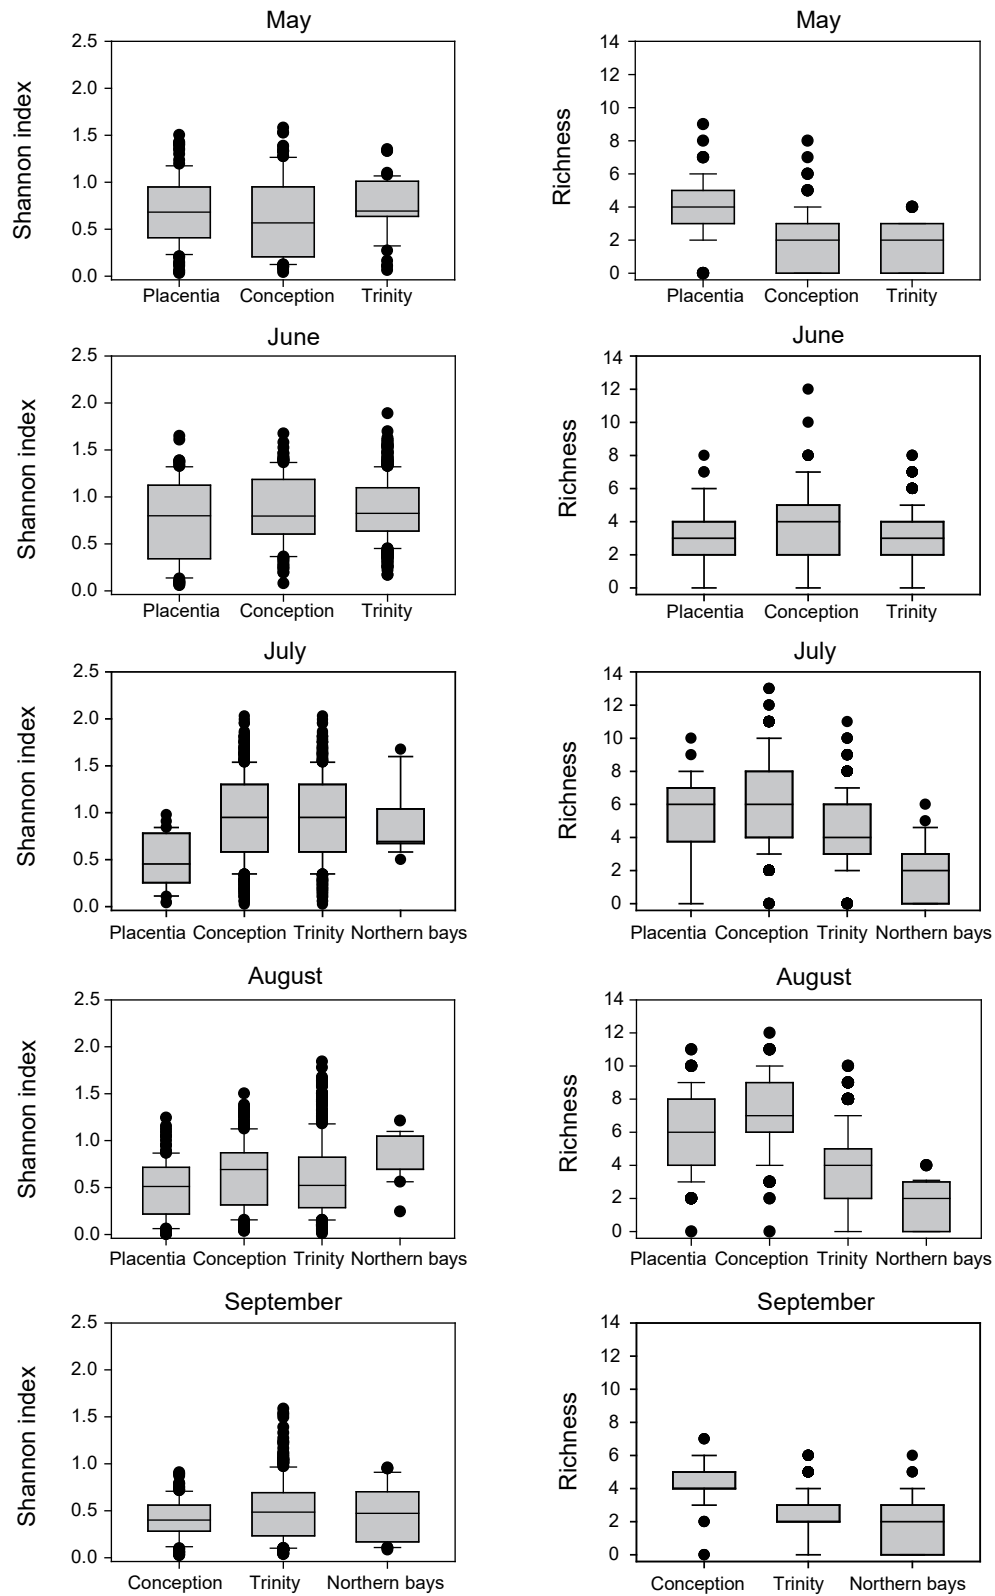 May
Shannon index
2.5
2.0
1.5
1.0
0.5
0.0
Placentia Conception Trinity
May
Richness
14
12
10
8
6
4
2
0
Placentia Conception Trinity
June
Shannon index
2.5
2.0
1.5
1.0
0.5
0.0
Placentia Conception Trinity
June
Richness
14
12
10
8
6
4
2
0
Placentia Conception Trinity
July
Shannon index
2.5
2.0
1.5
1.0
0.5
0.0
Placentia Conception Trinity Northern bays
July
Richness
14
12
10
8
6
4
2
0
Placentia Conception Trinity Northern bays
August
Shannon index
2.5
2.0
1.5
1.0
0.5
0.0
Placentia Conception Trinity Northern bays
August
Richness
14
12
10
8
6
4
2
0
Placentia Conception Trinity Northern bays
September
Shannon index
2.5
2.0
1.5
1.0
0.5
0.0
Conception Trinity Northern bays
September
Richness
14
12
10
8
6
4
2
0
Conception Trinity Northern bays